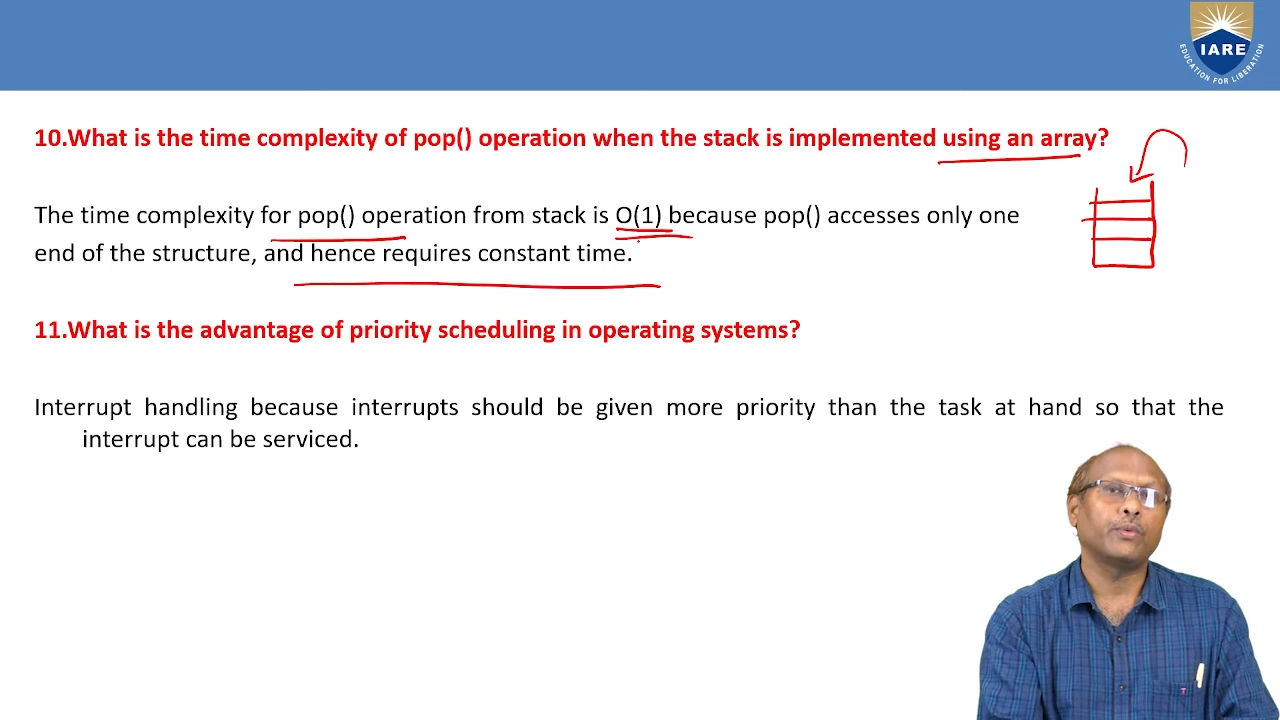 IARE
EDUCATION FOR LIBERATION
10.What is the time complexity of pop() operation when the stack is implemented using an array?
The time complexity for pop() operation from stack is O(1) because pop() accesses only one
end of the structure, and hence requires constant time.
11.What is the advantage of priority scheduling in operating systems?
Interrupt handling because interrupts should be given more priority than the task at hand so that the
interrupt can be serviced.